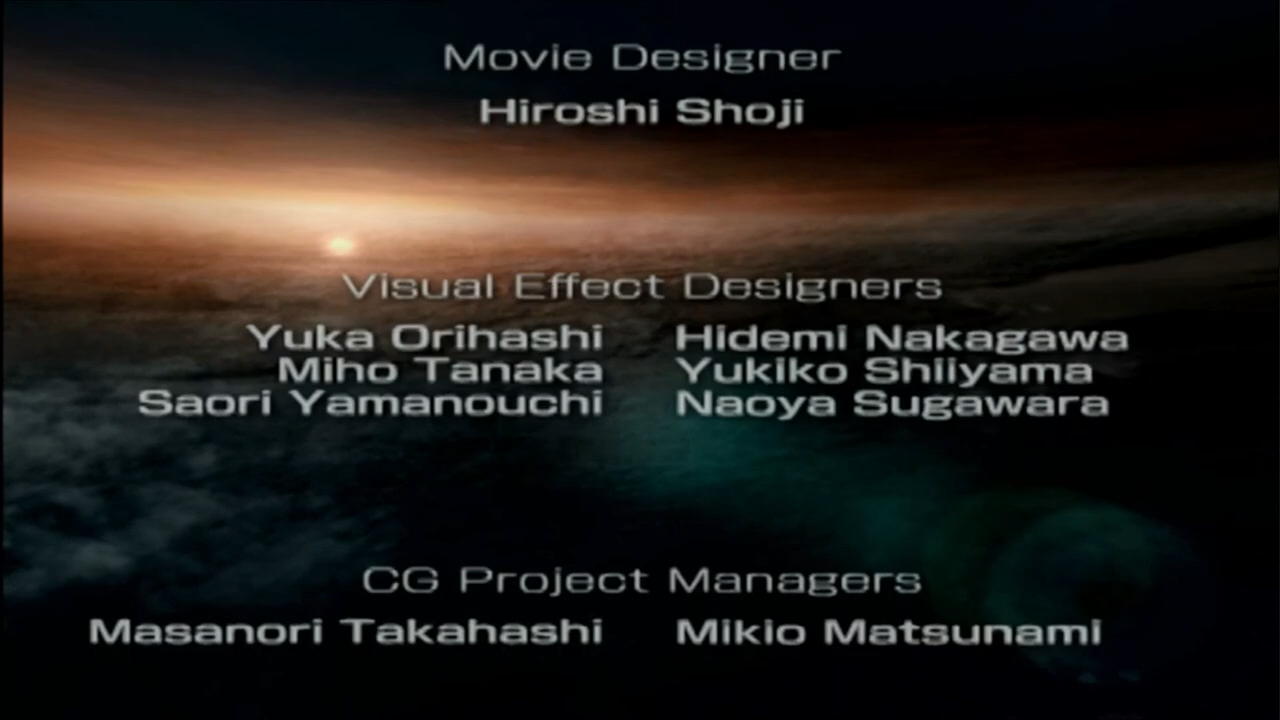 Movie Designer
Hiroshi Shoji
Visual Effect Designers
Yuka Orihashi Hidemi Nakagawa
Miho Tanaka Yukiko Shiiyama
Saori Yamanouchi Naoya Sugawara
CG Project Managers
Masanori Takahashi Mikio Matsunami